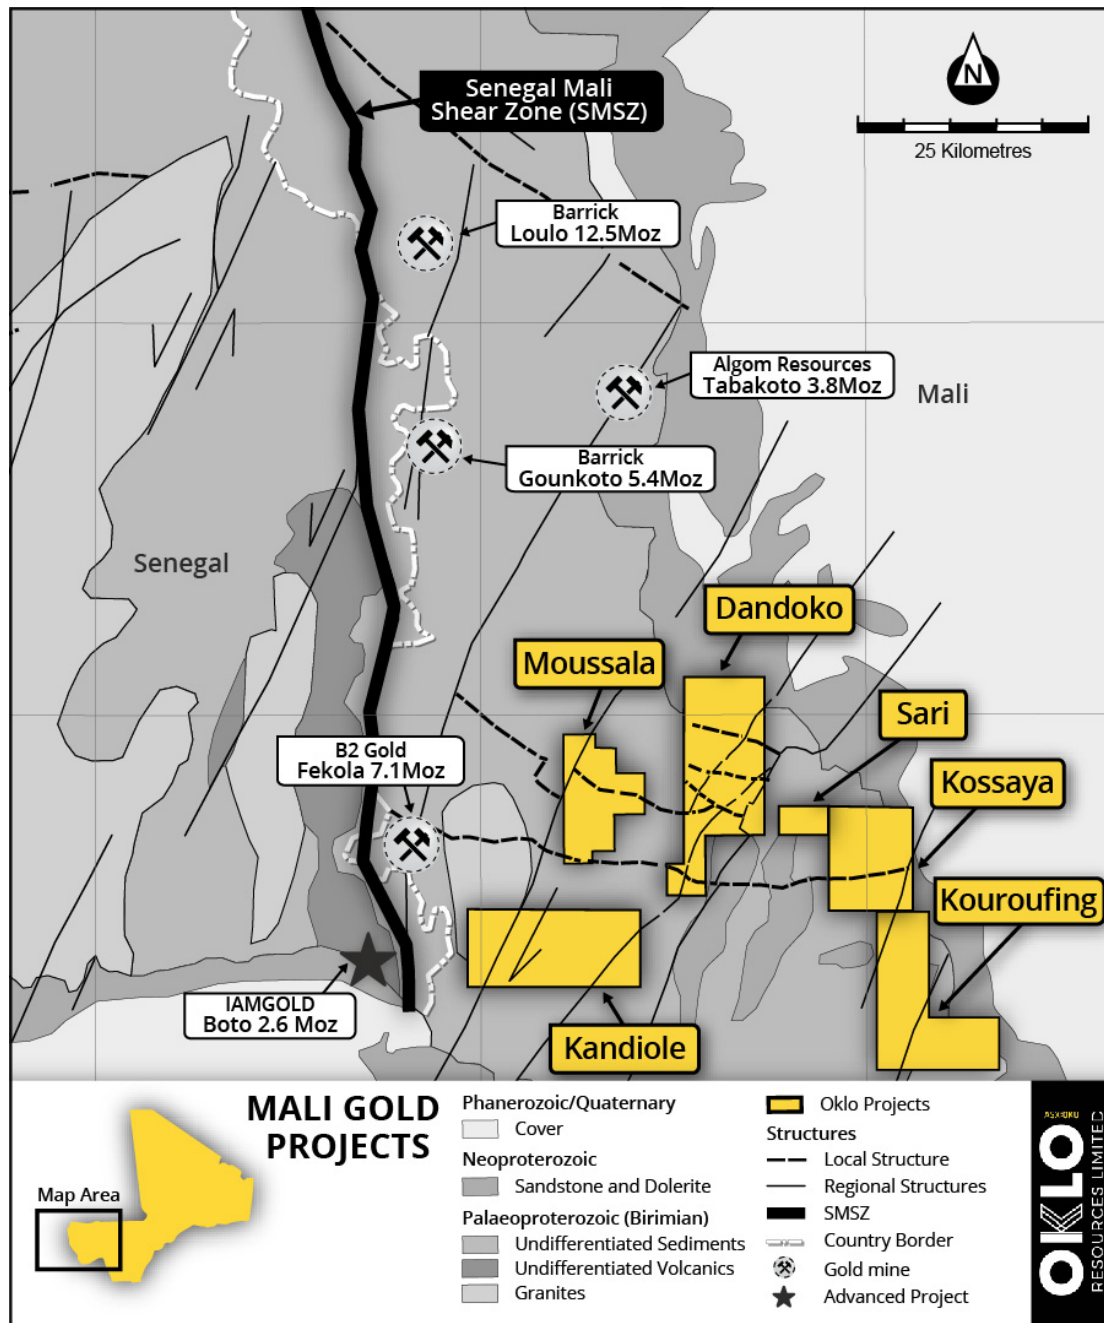 Senegal Mali
Shear Zone (SMSZ)
N
25 Kilometres
Barrick
Loulo 12.5Moz
Algom Resources
Tabakoto 3.8Moz
Mali
Barrick
Gounkoto 5.4Moz
Senegal
Dandoko
Moussala
Sari
B2 Gold
Fekola 7.1Moz
Kossaya
Kouroufing
IAMGOLD
Boto 2.6 Moz
Kandiole
MALI GOLD
PROJECTS
Map Area
Phanerozoic/Quaternary
Cover
Neoproterozoic
Sandstone and Dolerite
Palaeoproterozoic (Birimian)
Undifferentiated Sediments
Undifferentiated Volcanics
Granites
Oklo Projects
Structures
Local Structure
Regional Structures
SMSZ
Country Border
Gold mine
Advanced Project
ASX:OKU
OKLO
RESOURCES LIMITED